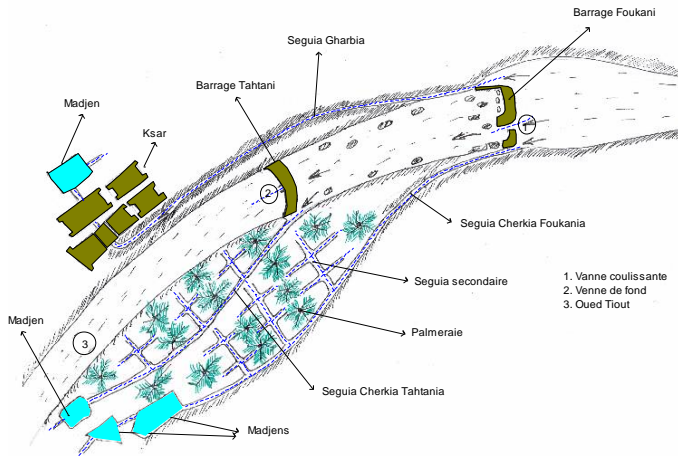 Barrage Foukani
Seguia Gharbia
Barrage Tahtani
Madjen
Ksar
1
2
Seguia Cherkia Foukania
Seguia secondaire
1. Vanne coulissante
2. Venne de fond
3. Oued Tiout
Madjen
Palmeraie
3
Seguia Cherkia Tahtania
Madjens